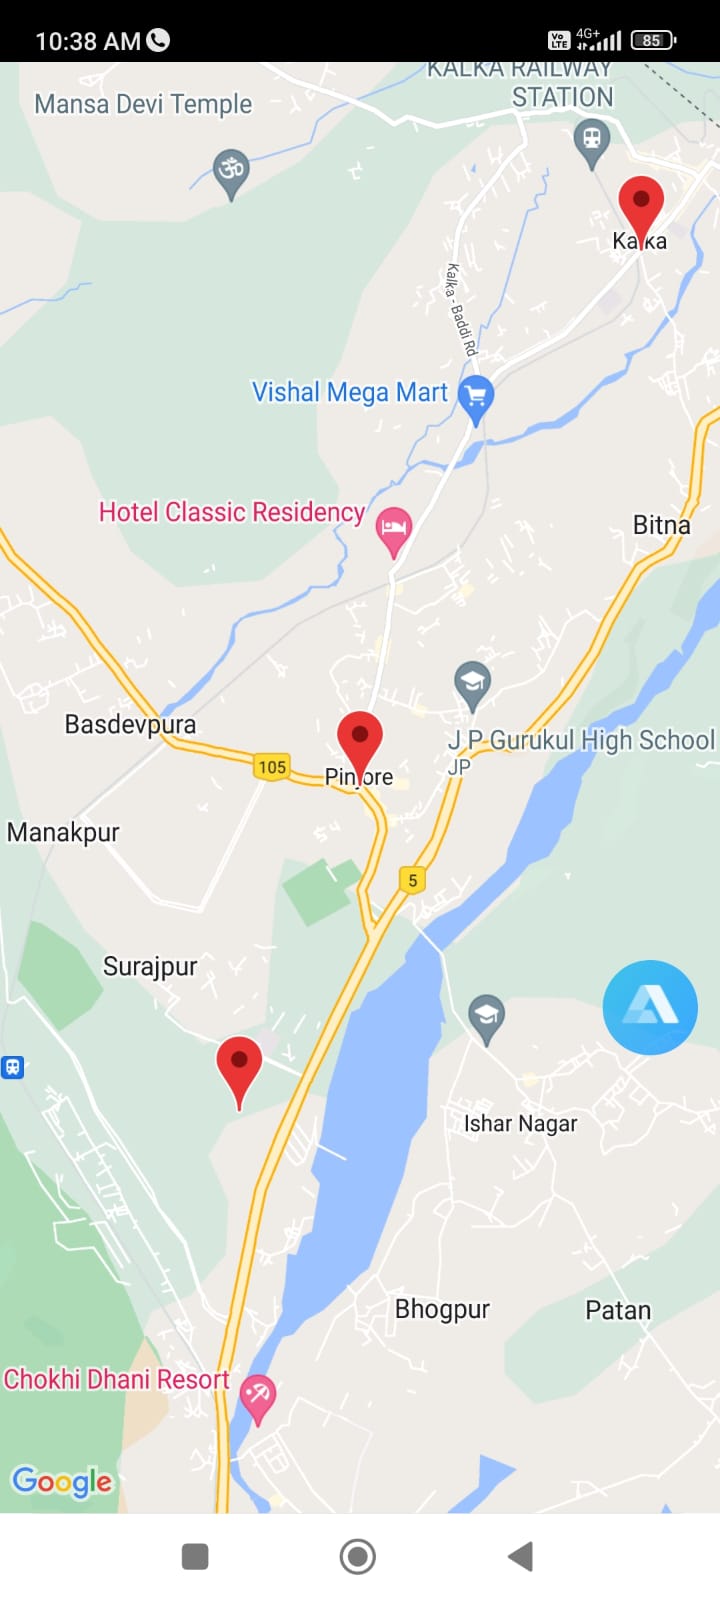 10:38 AM
Vo
LTE
4G+
85
KALKA RAILWAY
STATION
Mansa Devi Temple
ॐ
Kalka
Kalka - Baddi Rd
Vishal Mega Mart
Hotel Classic Residency
Bitna
Basdevpura
J P Gurukul High School
JP
105
Pinjore
Manakpur
5
Surajpur
Ishar Nagar
Bhogpur
Patan
Chokhi Dhani Resort
Google